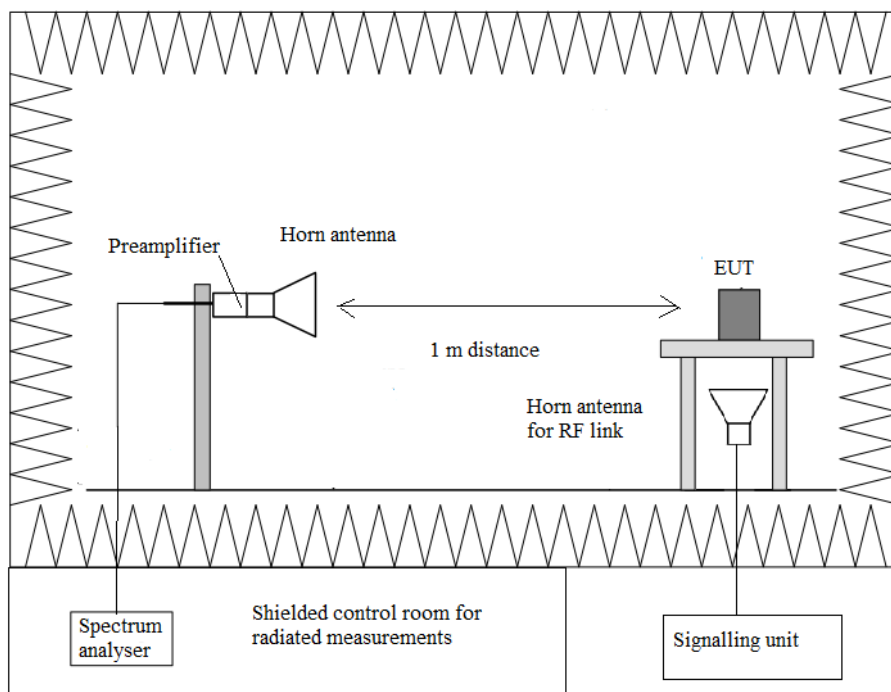 Horn antenna
Preamplifier
EUT
1 m distance
Horn antenna
for RF link
Spectrum
analyser
Shielded control room for
radiated measurements
Signalling unit